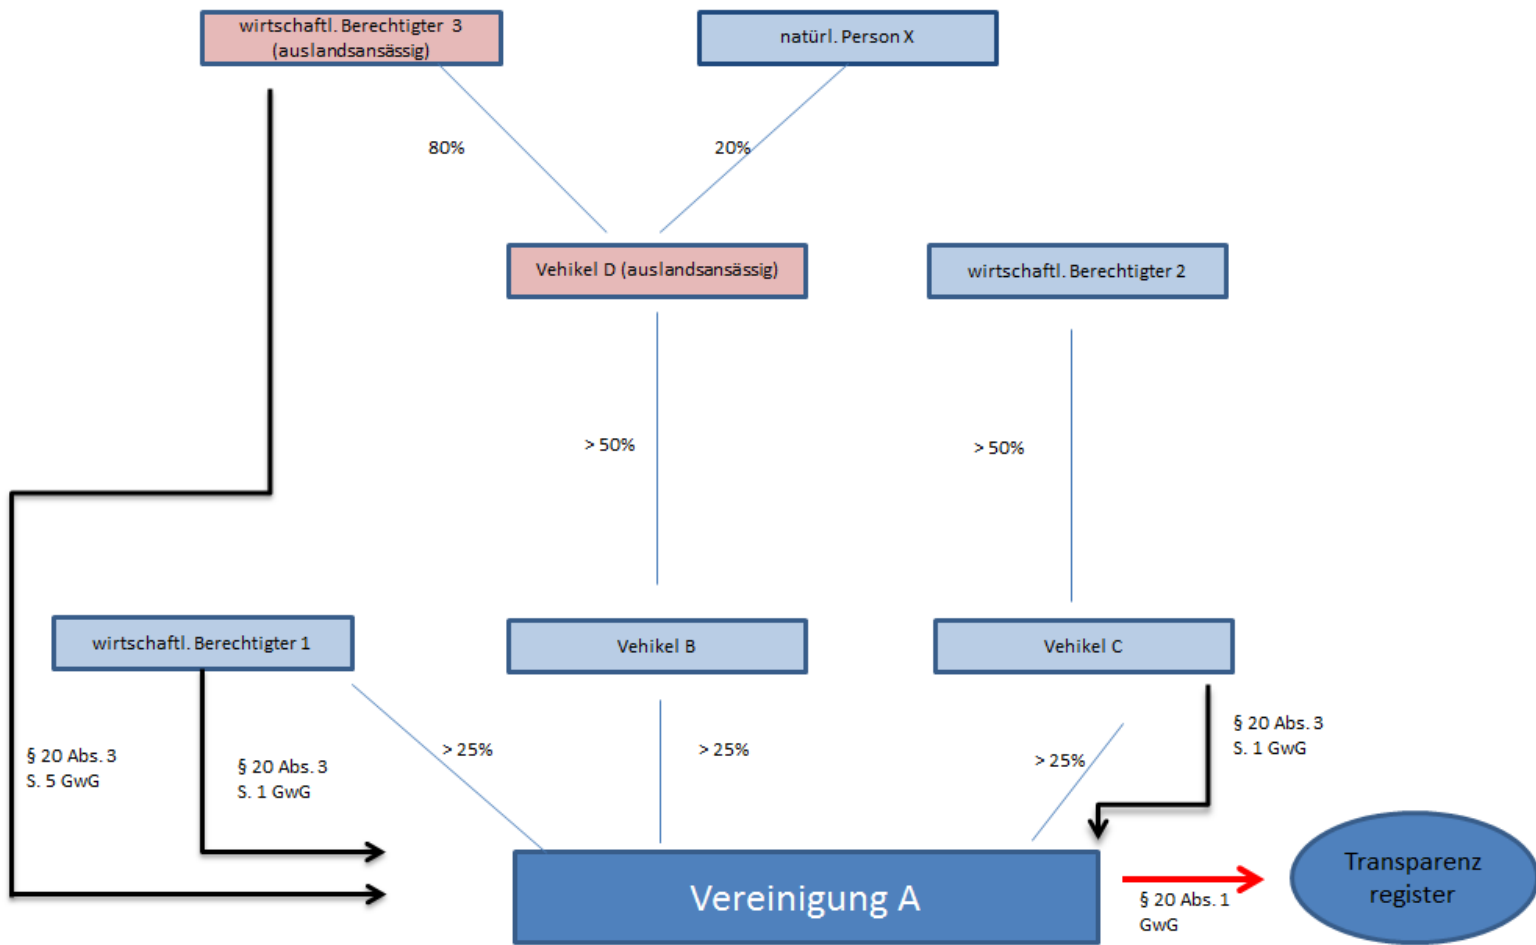 wirtschaftl. Berechtigter 3
(auslandsansässig)
natürl. Person X
80%
20%
Vehikel D (auslandsansässig)
wirtschaftl. Berechtigter 2
> 50%
> 50%
wirtschaftl. Berechtigter 1
Vehikel B
Vehikel C
§ 20 Abs. 3
S. 5 GwG
§ 20 Abs. 3
S. 1 GwG
> 25%
> 25%
> 25%
§ 20 Abs. 3
S. 1 GwG
Vereinigung A
§ 20 Abs. 1
GwG
Transparenz
register